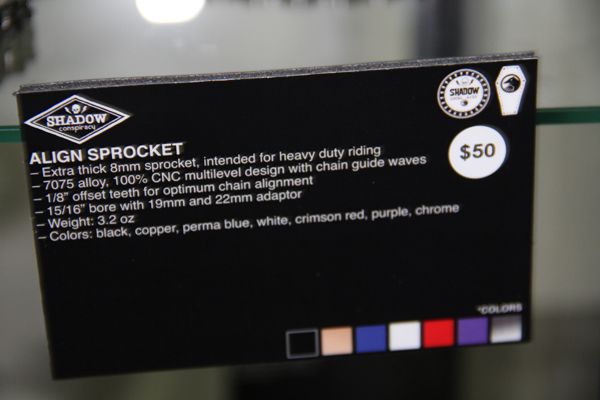 SHADOW
conspiracy
SHADOW
$50
ALIGN SPROCKET
– Extra thick 8mm sprocket, intended for heavy duty riding
– 7075 alloy, 100% CNC multilevel design with chain guide waves
– 1/8" offset teeth for optimum chain alignment
– 15/16" bore with 19mm and 22mm adaptor
– Weight: 3.2 oz
– Colors: black, copper, perma blue, white, crimson red, purple, chrome
*COLORS